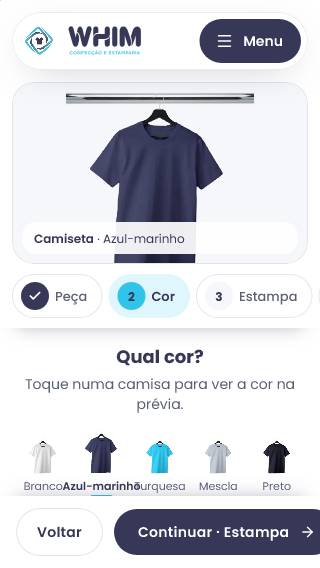 WHIM
CONFECÇÃO E ESTAMPARIA
Menu
Camiseta · Azul-marinho
Peça
2 Cor
3 Estampa
Qual cor?
Toque numa camisa para ver a cor na
prévia.
Branco Azul-marinho Turquesa Mescla Preto
Voltar
Continuar · Estampa →